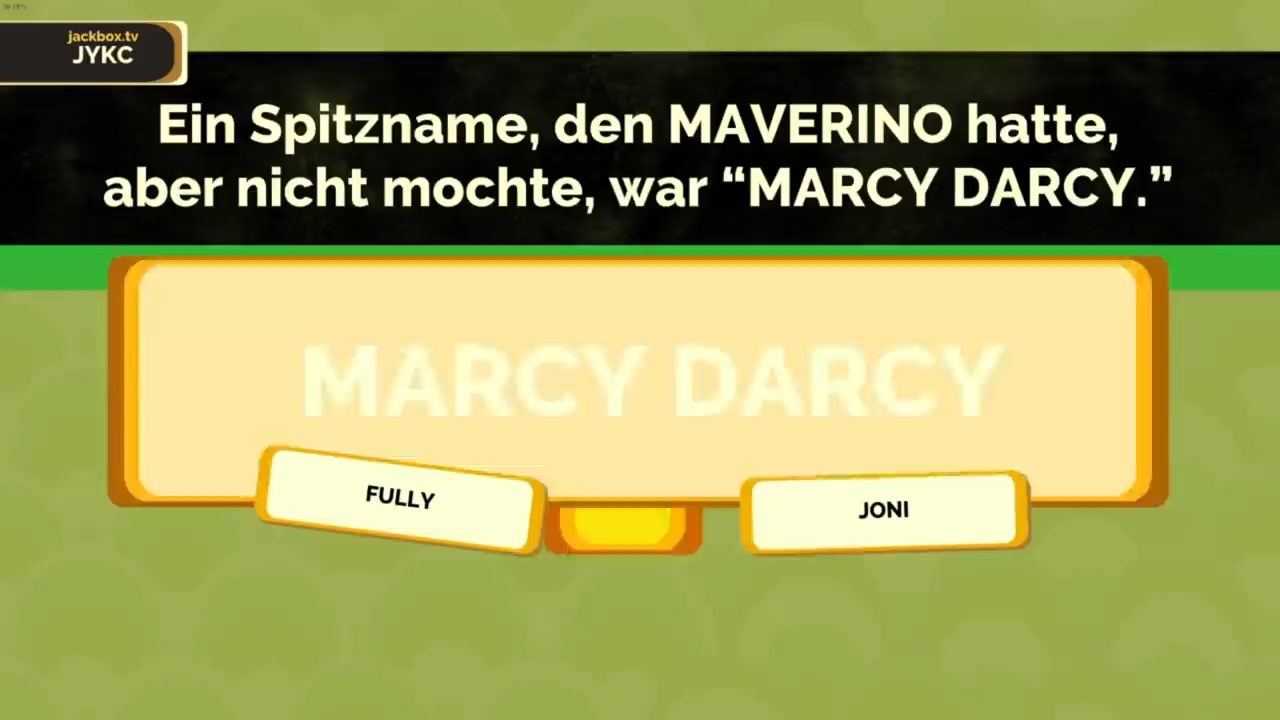 jackbox.tv
JYKC
Ein Spitzname, den MAVERINO hatte,
aber nicht mochte, war “MARCY DARCY.”
MARCY DARCY
FULLY
JONI